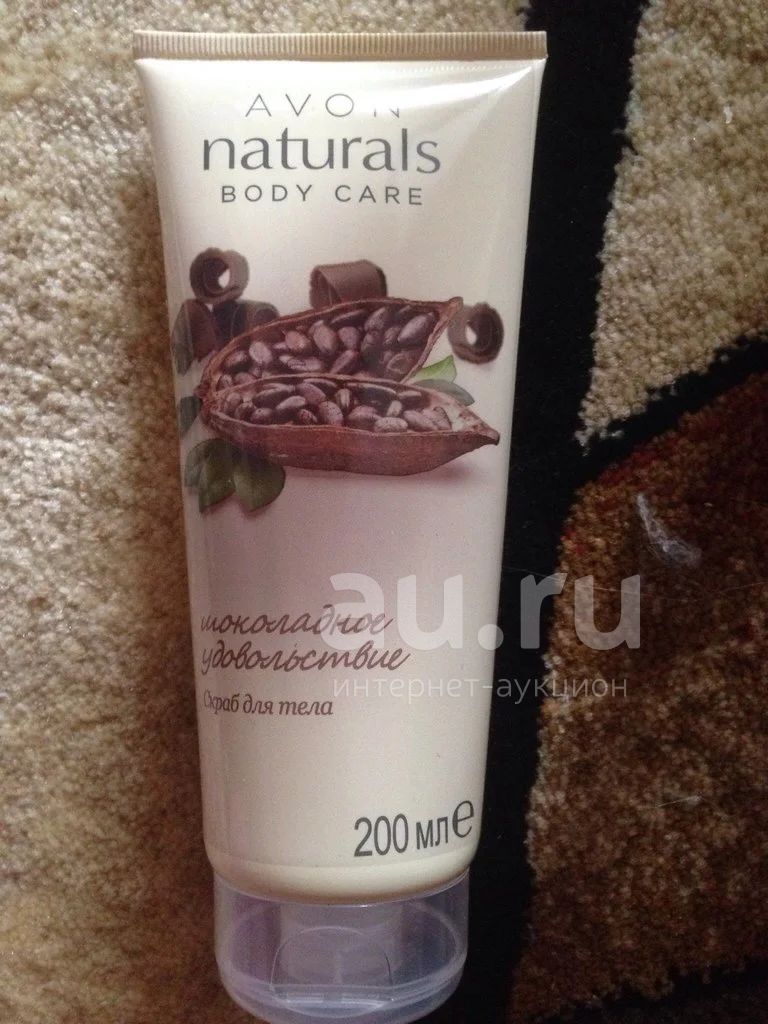 AVON
naturals
BODY CARE
шоколадное
удовольствие
Скраб для тела
200 мл e
au.ru
интернет-аукцион